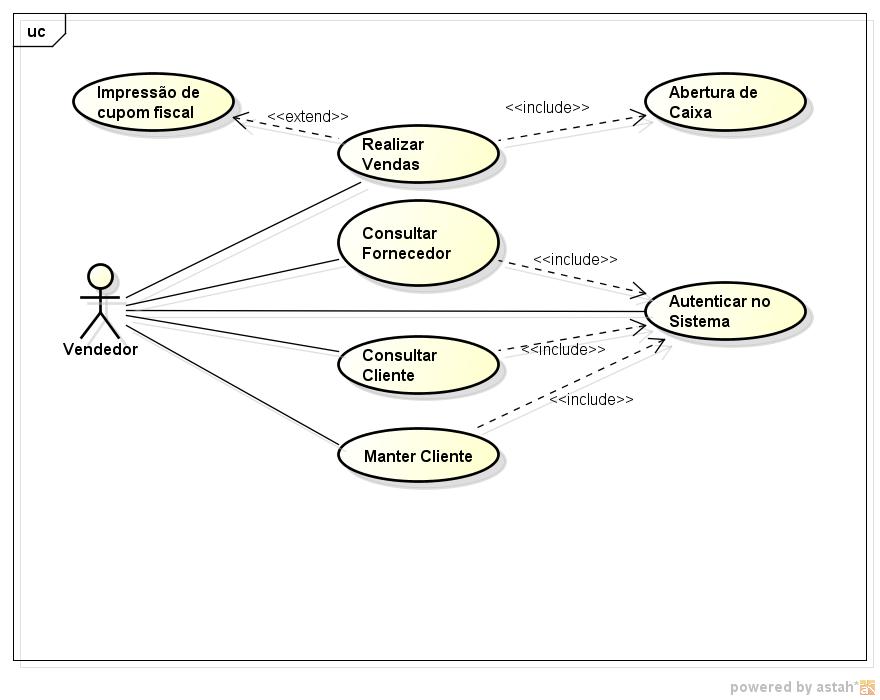 uc
Impressão de
cupom fiscal
<<extend>>
<<include>>
Abertura de
Caixa
Realizar
Vendas
Consultar
Fornecedor
<<include>>
Autenticar no
Sistema
Vendedor
Consultar
Cliente
<<include>>
<<include>>
Manter Cliente
powered by astah*